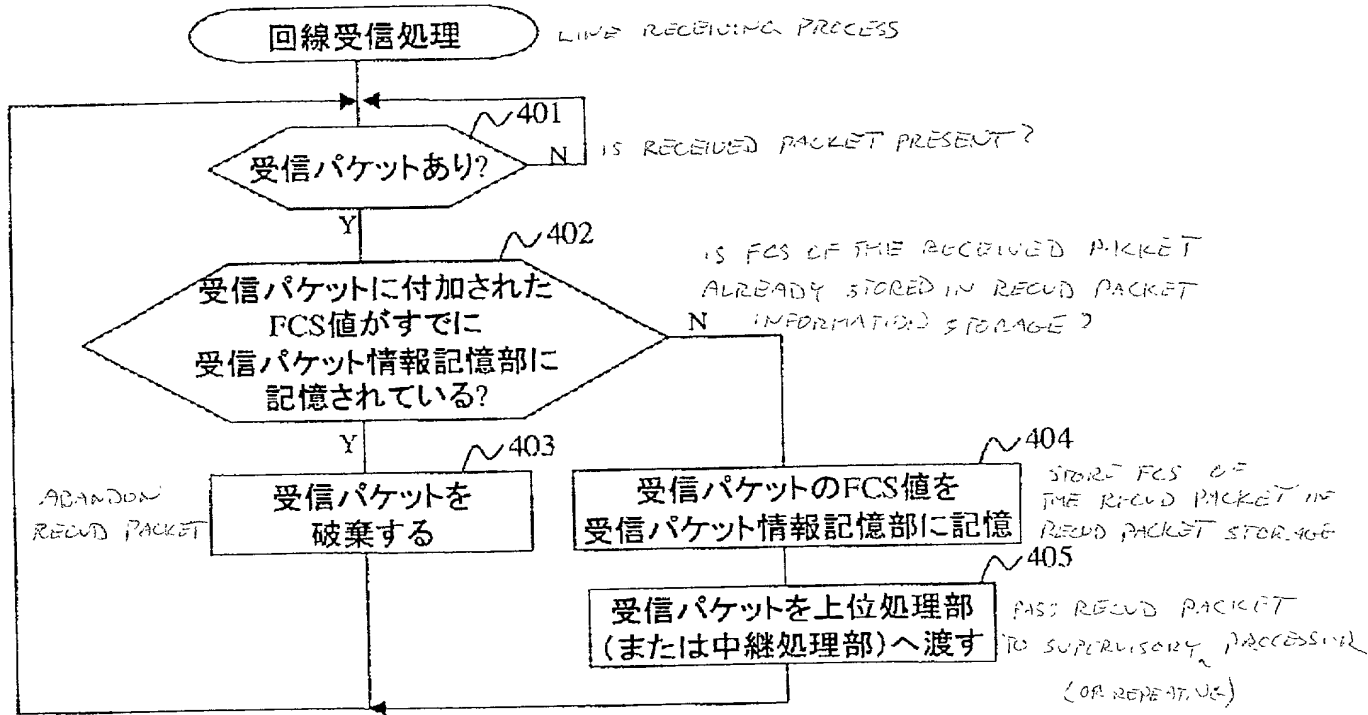 回線受信処理
LINE RECEIVING PROCESS
401
受信パケットあり?
N
IS RECEIVED PACKET PRESENT?
Y
402
受信パケットに付加された
FCS値がすでに
受信パケット情報記憶部に
記憶されている?
N
IS FCS OF THE RECEIVED PACKET
ALREADY STORED IN RECVD PACKET
INFORMATION STORAGE?
Y
403
受信パケットを
破棄する
ABANDON
RECVD PACKET
404
受信パケットのFCS値を
受信パケット情報記憶部に記憶
STORE FCS OF
THE RECVD PACKET IN
RECVD PACKET STORAGE
405
受信パケットを上位処理部
(または中継処理部)へ渡す
PASS RECVD PACKET
TO SUPERVISORY PROCESSOR
(OR REPEATING)